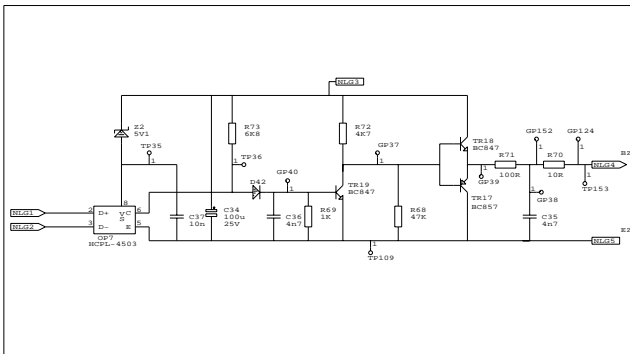 NLG3
Z2
5V1
R73
6K8
R72
4K7
TP35
1
TP36
1
GP37
1
TR18
BC847
R71
100R
GP152
1
R70
10R
GP124
1
B2
NLG4
1
TP153
1
GP39
1
GP38
D42
GP40
1
TR19
BC847
TR17
BC857
NLG1
NLG2
2
3
D+
D-
8
V
S
C
E
6
5
OP7
HCPL-4503
C37
10n
C34
100u
25V
C36
4n7
R69
1K
R68
47K
C35
4n7
1
TP109
E2
NLG5